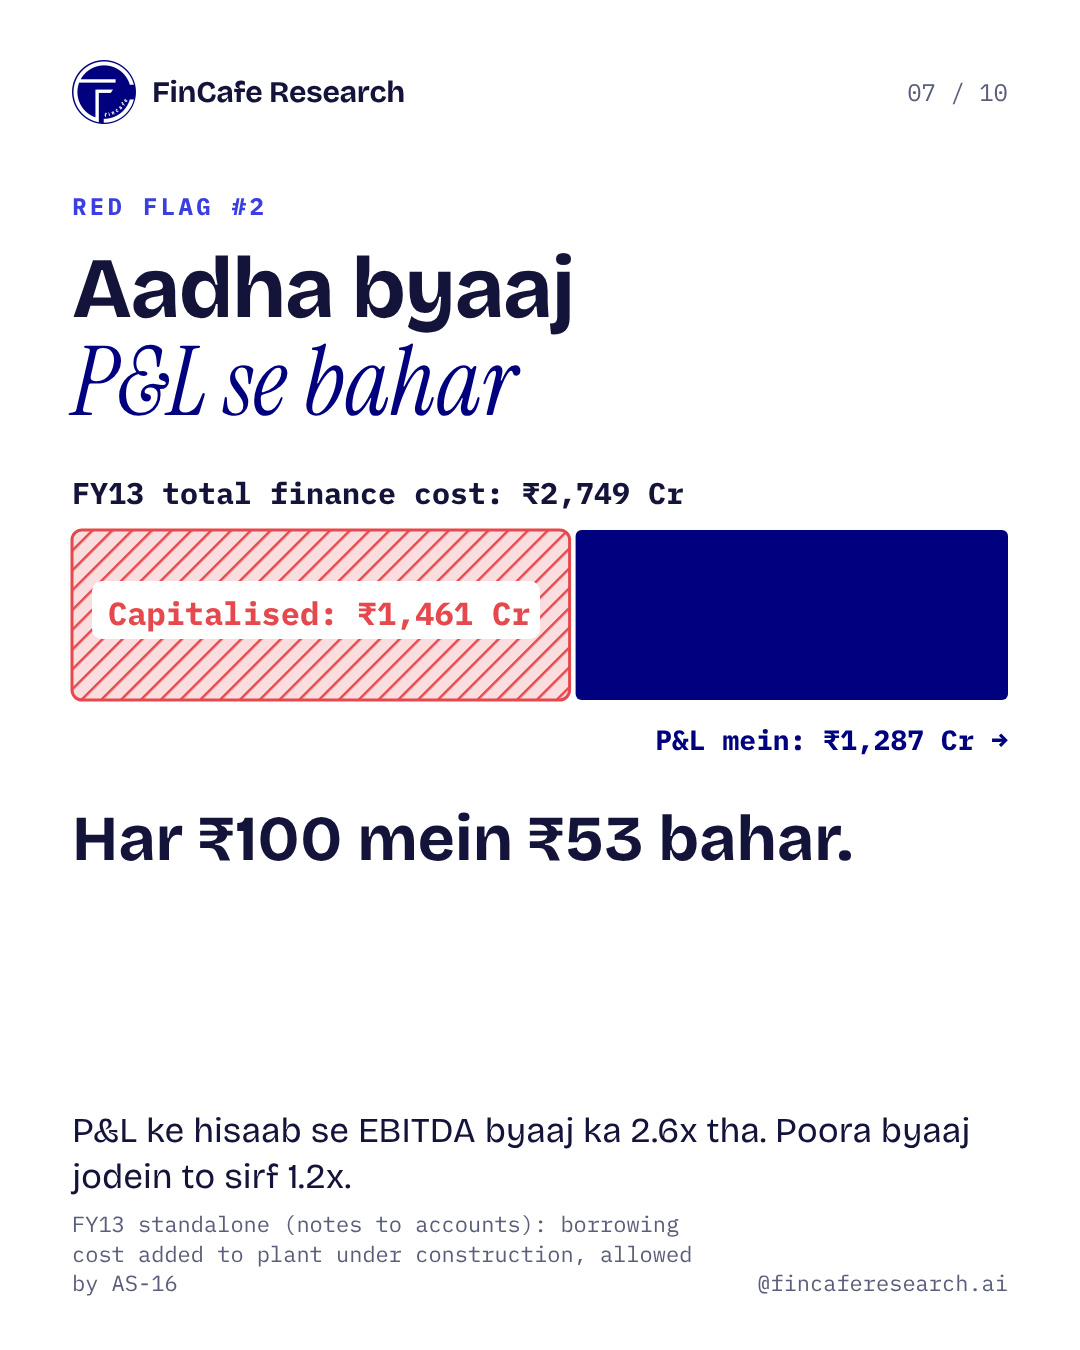 FinCafe Research
07 / 10
RED FLAG #2
Aadha byaaj
P&L se bahar
FY13 total finance cost: ₹2,749 Cr
Capitalised: ₹1,461 Cr
P&L mein: ₹1,287 Cr →
Har ₹100 mein ₹53 bahar.
P&L ke hisaab se EBITDA byaaj ka 2.6x tha. Poora byaaj
jodein to sirf 1.2x.
FY13 standalone (notes to accounts): borrowing
cost added to plant under construction, allowed
by AS-16
@fincaferesearch.ai